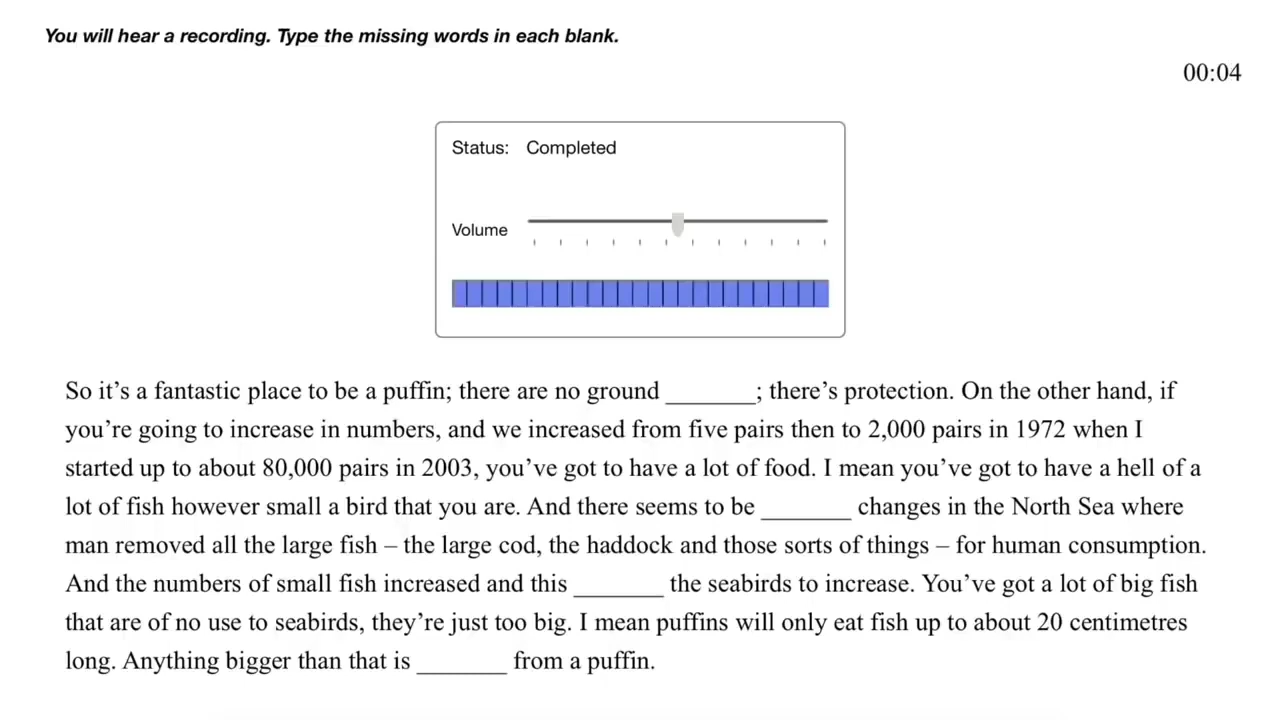 You will hear a recording. Type the missing words in each blank.
00:04
Status: Completed
Volume
So it’s a fantastic place to be a puffin; there are no ground _______; there’s protection. On the other hand, if
you’re going to increase in numbers, and we increased from five pairs then to 2,000 pairs in 1972 when I
started up to about 80,000 pairs in 2003, you’ve got to have a lot of food. I mean you’ve got to have a hell of a
lot of fish however small a bird that you are. And there seems to be _______ changes in the North Sea where
man removed all the large fish – the large cod, the haddock and those sorts of things – for human consumption.
And the numbers of small fish increased and this _______ the seabirds to increase. You’ve got a lot of big fish
that are of no use to seabirds, they’re just too big. I mean puffins will only eat fish up to about 20 centimetres
long. Anything bigger than that is _______ from a puffin.